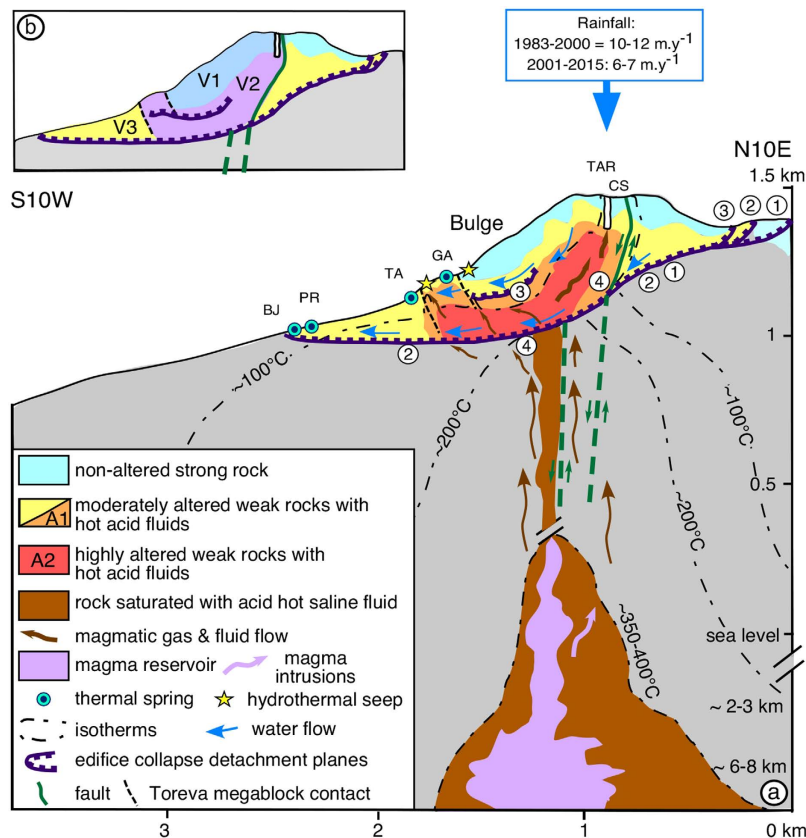 b
V1
V2
V3
Rainfall:
1983-2000 = 10-12 m.y-1
2001-2015: 6-7 m.y-1
S10W
N10E
1.5 km
TAR
CS
Bulge
GA
TA
PR
BJ
3
2
1
3
4
2
1
2
4
1
~100°C
~200°C
~100°C
~200°C
0.5
~350-400°C
sea level
~ 2-3 km
~ 6-8 km
a
non-altered strong rock
A1
moderately altered weak rocks with
hot acid fluids
A2
highly altered weak rocks with
hot acid fluids
rock saturated with acid hot saline fluid
magmatic gas & fluid flow
magma reservoir
magma
intrusions
thermal spring
hydrothermal seep
isotherms
water flow
edifice collapse detachment planes
fault
Toreva megablock contact
3
2
1
0 km